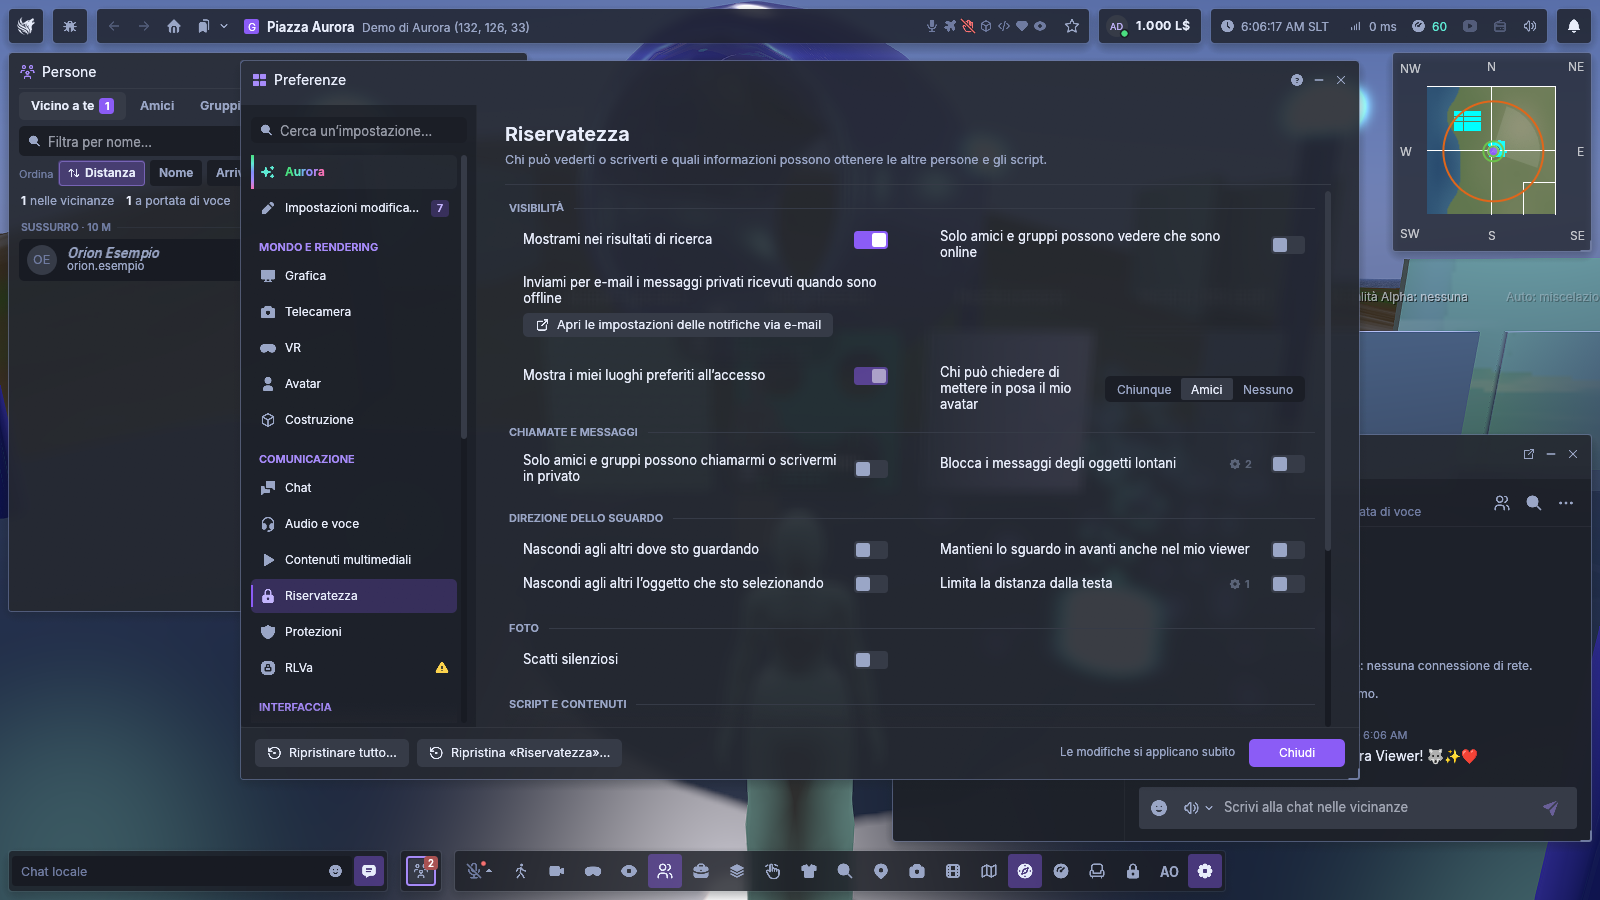 Piazza Aurora Demo di Aurora (132, 126, 33)
AD 1.000 L$
6:06:17 AM SLT 0 ms 60
Persone
Vicino a te 1 Amici Gruppi
Filtra per nome...
Ordina Distanza Nome Arriv
1 nelle vicinanze 1 a portata di voce
SUSSURRO · 10 M
OE Orion Esempio
orion.esempio
Preferenze
Cerca un’impostazione...
Aurora
Impostazioni modifica... 7
MONDO E RENDERING
Grafica
Telecamera
VR
Avatar
Costruzione
COMUNICAZIONE
Chat
Audio e voce
Contenuti multimediali
Riservatezza
Protezioni
RLVa
INTERFACCIA
Riservatezza
Chi può vederti o scriverti e quali informazioni possono ottenere le altre persone e gli script.
VISIBILITÀ
Mostrami nei risultati di ricerca
Solo amici e gruppi possono vedere che sono
online
Inviami per e-mail i messaggi privati ricevuti quando sono
offline
Apri le impostazioni delle notifiche via e-mail
Mostra i miei luoghi preferiti all’accesso
Chi può chiedere di
mettere in posa il mio
avatar
Chiunque Amici Nessuno
CHIAMATE E MESSAGGI
Solo amici e gruppi possono chiamarmi o scrivermi
in privato
Blocca i messaggi degli oggetti lontani 2
DIREZIONE DELLO SGUARDO
Nascondi agli altri dove sto guardando
Mantieni lo sguardo in avanti anche nel mio viewer
Nascondi agli altri l’oggetto che sto selezionando
Limita la distanza dalla testa 1
FOTO
Scatti silenziosi
SCRIPT E CONTENUTI
Ripristinare tutto...
Ripristina «Riservatezza»...
Le modifiche si applicano subito
Chiudi
NW N NE
W E
SW S SE
lità Alpha: nessuna Auto: miscelazio
ata di voce
: nessuna connessione di rete.
mo.
6:06 AM
ra Viewer! 🐺✨❤️
Scrivi alla chat nelle vicinanze
Chat locale
2
AO